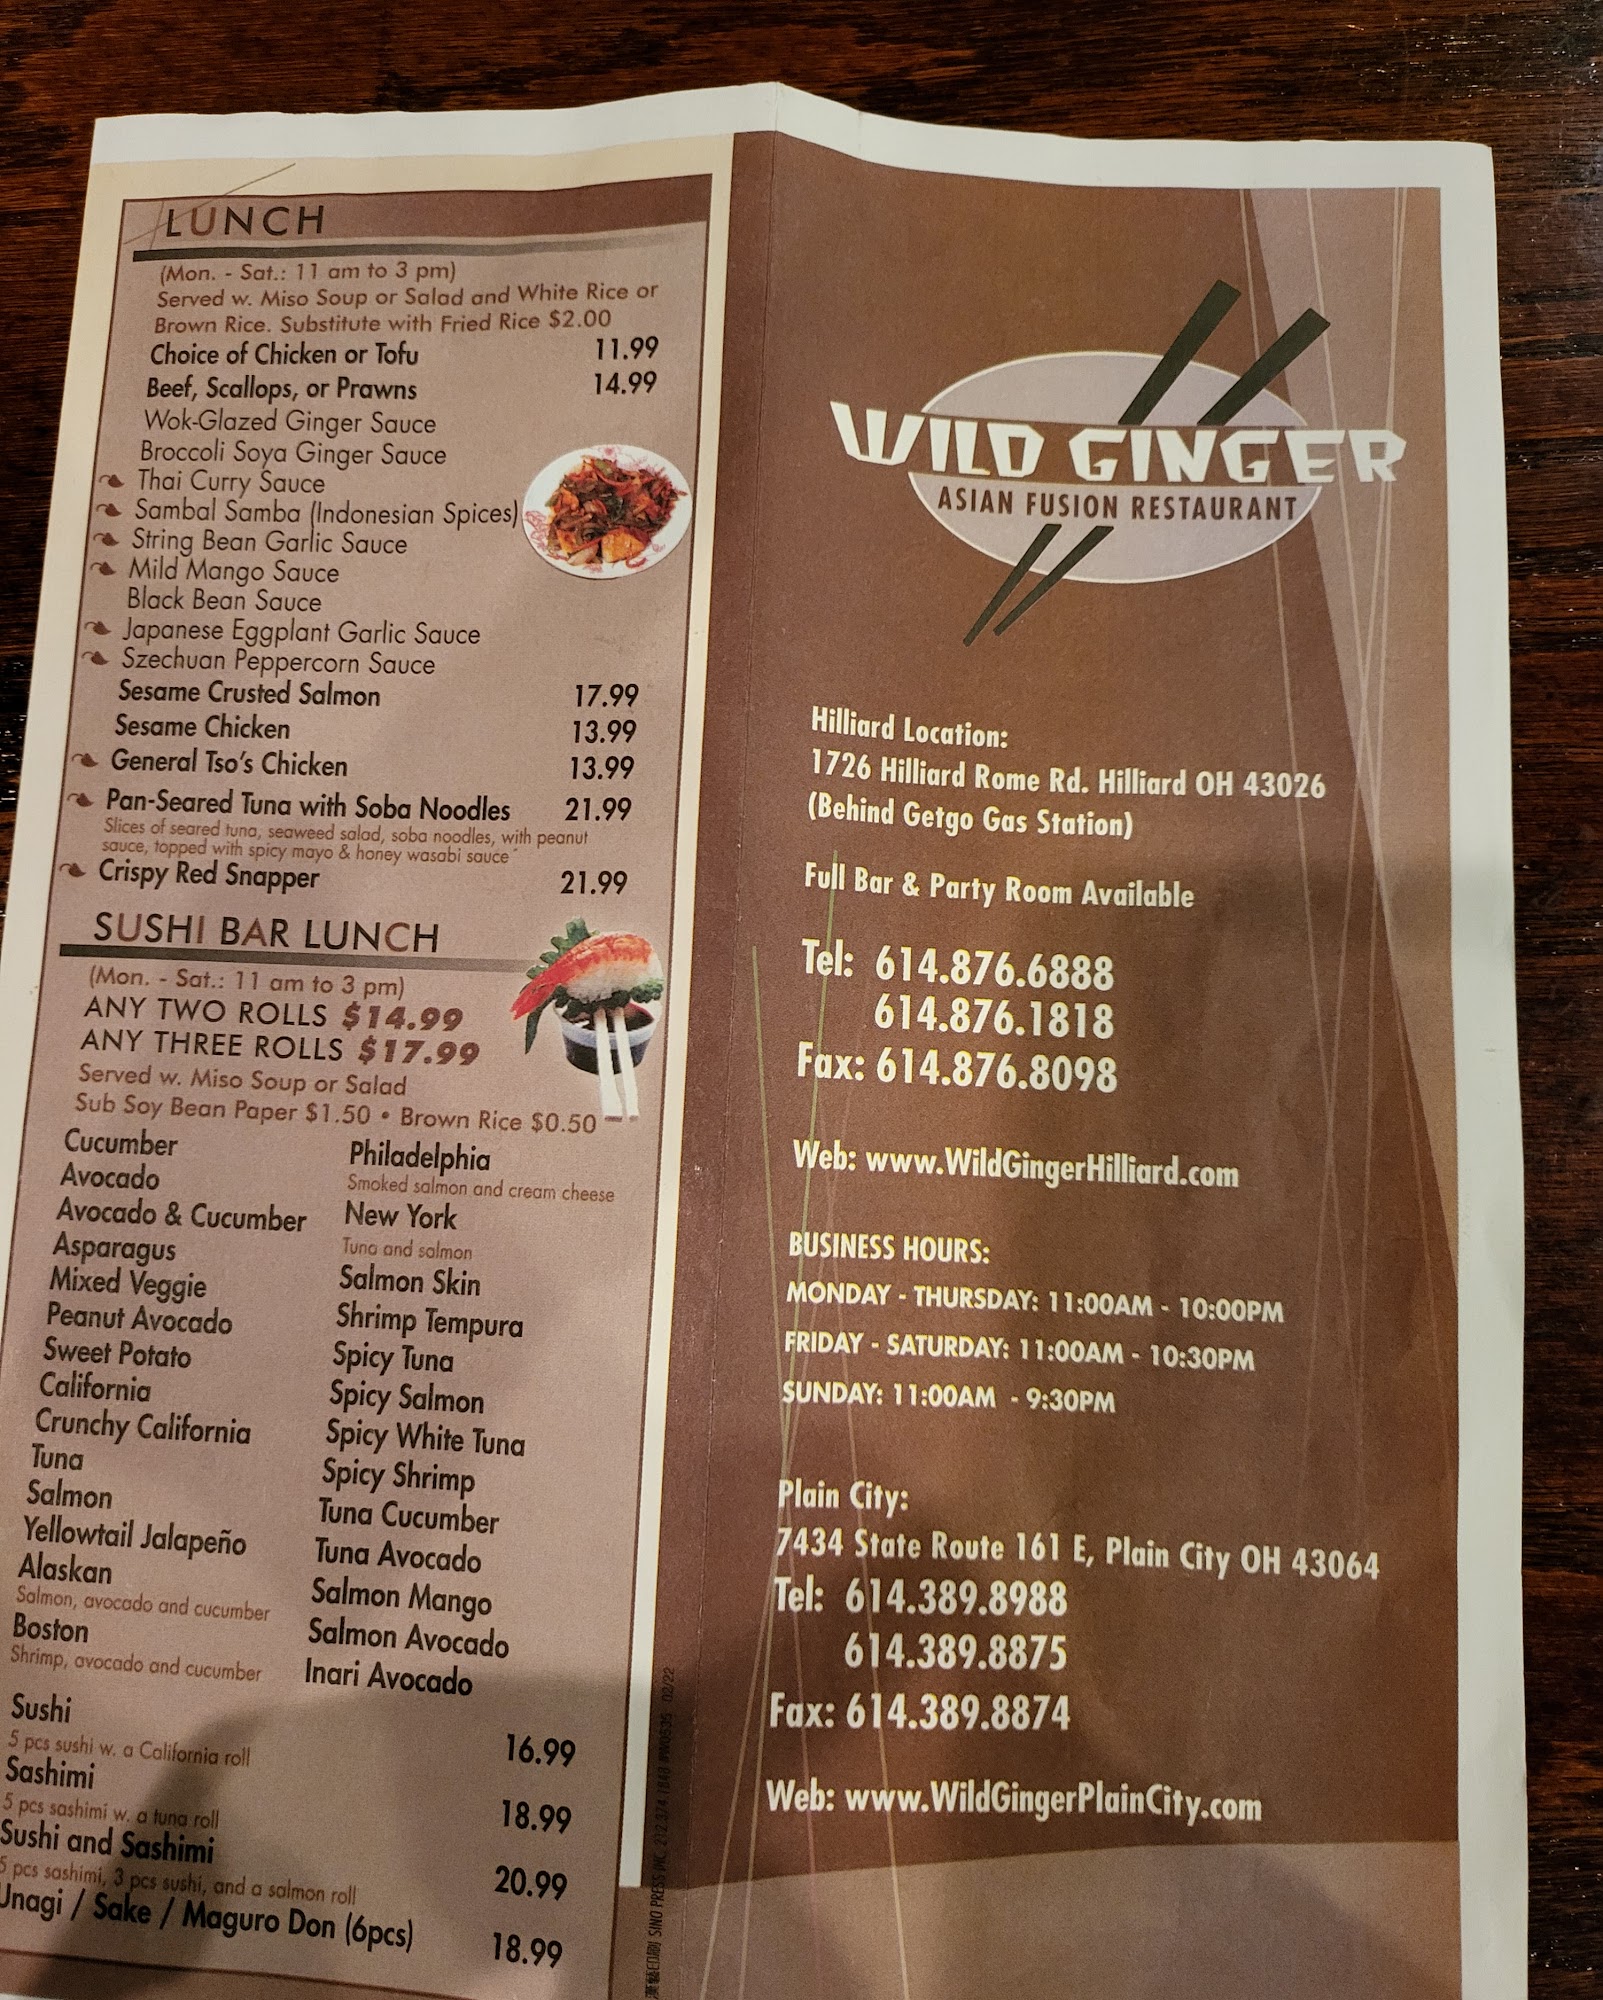 LUNCH
(Mon. - Sat.: 11 am to 3 pm)
Served w. Miso Soup or Salad and White Rice or
Brown Rice. Substitute with Fried Rice $2.00
Choice of Chicken or Tofu 11.99
Beef, Scallops, or Prawns 14.99
Wok-Glazed Ginger Sauce
Broccoli Soya Ginger Sauce
Thai Curry Sauce
Sambal Samba (Indonesian Spices)
String Bean Garlic Sauce
Mild Mango Sauce
Black Bean Sauce
Japanese Eggplant Garlic Sauce
Szechuan Peppercorn Sauce
Sesame Crusted Salmon 17.99
Sesame Chicken 13.99
General Tso's Chicken 13.99
Pan-Seared Tuna with Soba Noodles 21.99
Slices of seared tuna, seaweed salad, soba noodles, with peanut
sauce, topped with spicy mayo & honey wasabi sauce
Crispy Red Snapper 21.99
SUSHI BAR LUNCH
(Mon. - Sat.: 11 am to 3 pm)
ANY TWO ROLLS $14.99
ANY THREE ROLLS $17.99
Served w. Miso Soup or Salad
Sub Soy Bean Paper $1.50 • Brown Rice $0.50
Cucumber
Avocado
Avocado & Cucumber
Asparagus
Mixed Veggie
Peanut Avocado
Sweet Potato
California
Crunchy California
Tuna
Salmon
Yellowtail Jalapeño
Alaskan
Salmon, avocado and cucumber
Boston
Shrimp, avocado and cucumber
Philadelphia
Smoked salmon and cream cheese
New York
Tuna and salmon
Salmon Skin
Shrimp Tempura
Spicy Tuna
Spicy Salmon
Spicy White Tuna
Spicy Shrimp
Tuna Cucumber
Tuna Avocado
Salmon Mango
Salmon Avocado
Inari Avocado
Sushi 16.99
5 pcs sushi w. a California roll
Sashimi 18.99
5 pcs sashimi w. a tuna roll
Sushi and Sashimi 20.99
5 pcs sashimi, 3 pcs sushi, and a salmon roll
Unagi / Sake / Maguro Don (6pcs) 18.99
SINO PRESS INC. 212.374.1848 #W0535 02/22
WILD GINGER
ASIAN FUSION RESTAURANT
Hilliard Location:
1726 Hilliard Rome Rd. Hilliard OH 43026
(Behind Getgo Gas Station)
Full Bar & Party Room Available
Tel: 614.876.6888
614.876.1818
Fax: 614.876.8098
Web: www.WildGingerHilliard.com
BUSINESS HOURS:
MONDAY - THURSDAY: 11:00AM - 10:00PM
FRIDAY - SATURDAY: 11:00AM - 10:30PM
SUNDAY: 11:00AM - 9:30PM
Plain City:
7434 State Route 161 E, Plain City OH 43064
Tel: 614.389.8988
614.389.8875
Fax: 614.389.8874
Web: www.WildGingerPlainCity.com